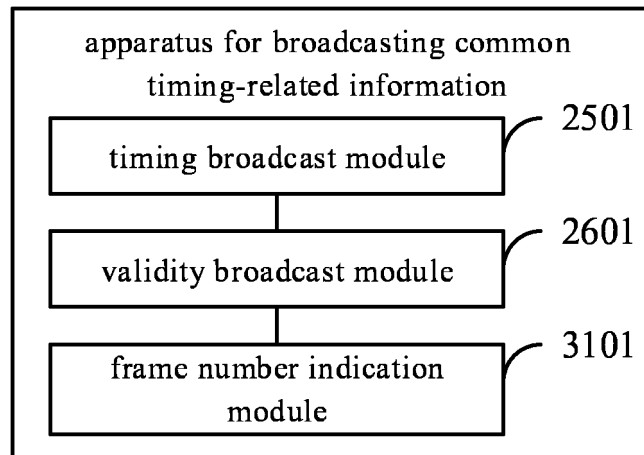 apparatus for broadcasting common
timing-related information
2501
timing broadcast module
2601
validity broadcast module
3101
frame number indication
module